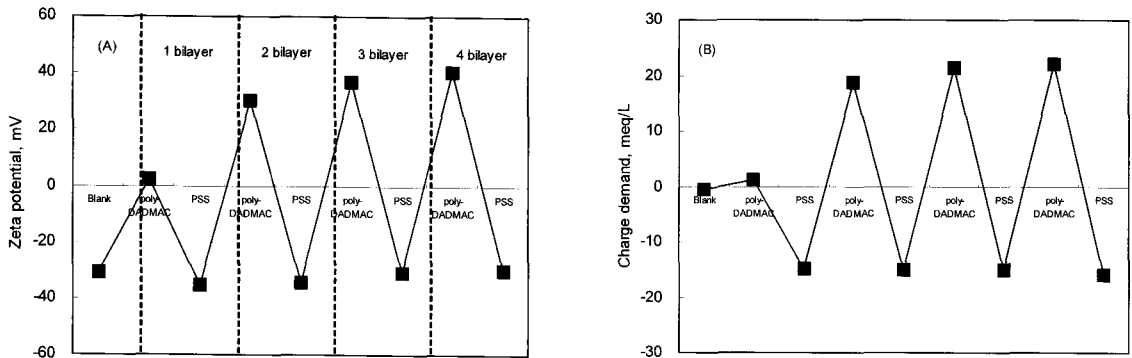 60
40
20
0
-20
-40
-60
Zeta potential, mV
(A)
1 bilayer
2 bilayer
3 bilayer
4 bilayer
Blank
poly-
DADMAC
PSS
poly-
DADMAC
PSS
poly-
DADMAC
PSS
poly-
DADMAC
PSS
30
20
10
0
-10
-20
-30
Charge demand, meq/L
(B)
Blank
poly-
DADMAC
PSS
poly-
DADMAC
PSS
poly-
DADMAC
PSS
poly-
DADMAC
PSS